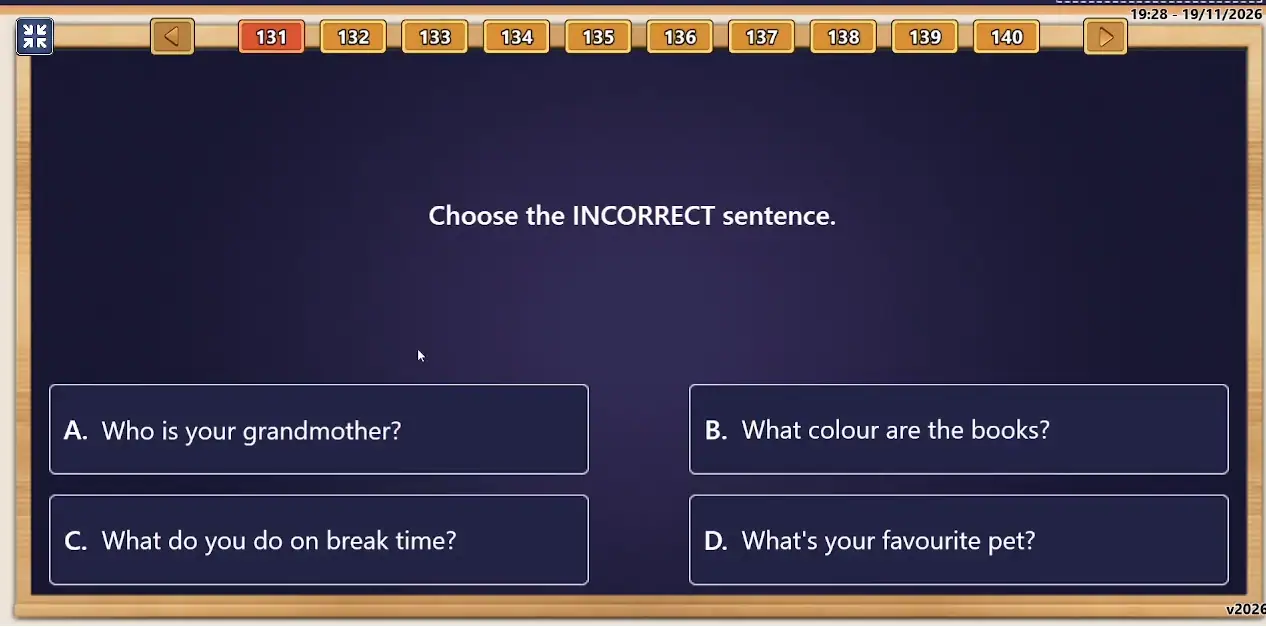 19:28 - 19/11/2026
131 132 133 134 135 136 137 138 139 140
Choose the INCORRECT sentence.
A. Who is your grandmother?
B. What colour are the books?
C. What do you do on break time?
D. What's your favourite pet?
v2026